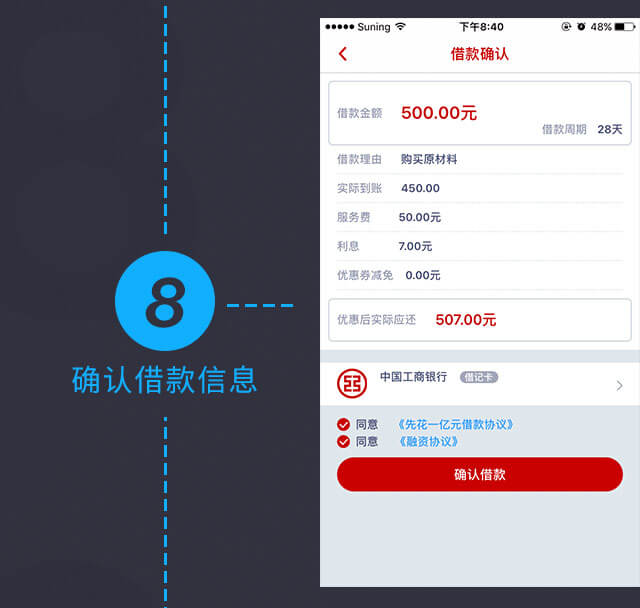 8
确认借款信息
Suning 下午8:40 48%
借款确认
借款金额 500.00元
借款周期 28天
借款理由 购买原材料
实际到账 450.00
服务费 50.00元
利息 7.00元
优惠券减免 0.00元
优惠后实际应还 507.00元
中国工商银行 借记卡
同意 《先花一亿元借款协议》
同意 《融资协议》
确认借款